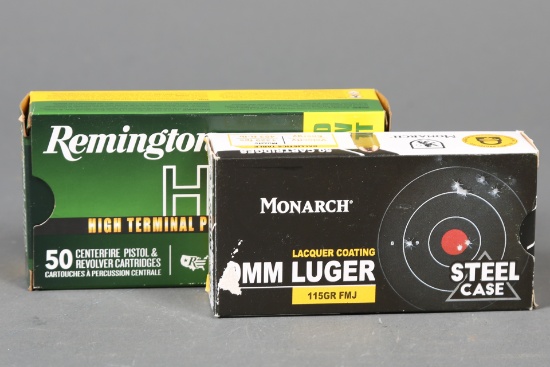 Remington
H
HIGH TERMINAL P
50 CENTERFIRE PISTOL &
REVOLVER CARTRIDGES
CARTOUCHES À PERCUSSION CENTRALE
MONARCH
MONARCH®
LACQUER COATING
MM LUGER
115GR FMJ
STEEL
CASE